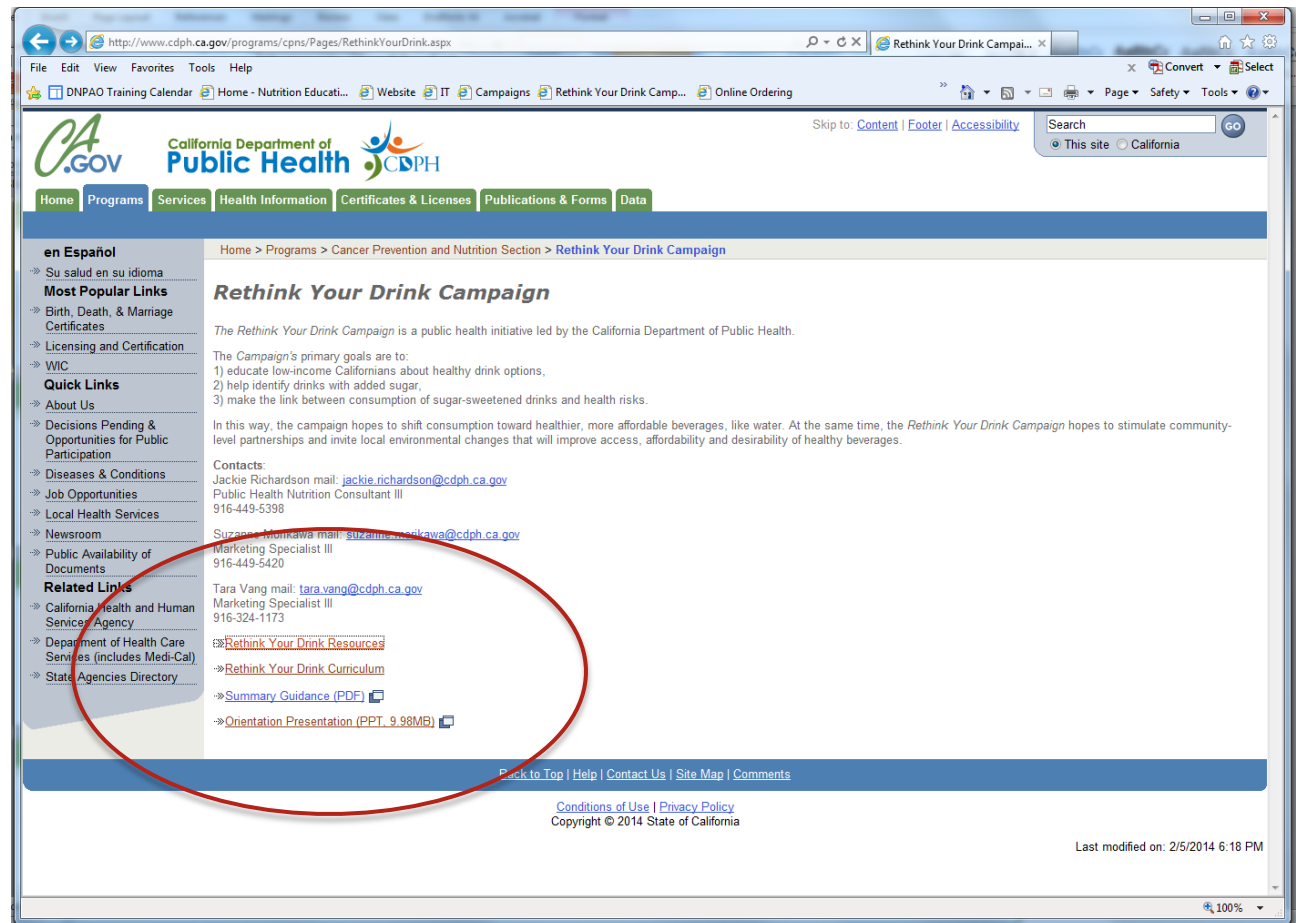 http://www.cdph.ca.gov/programs/cpns/Pages/RethinkYourDrink.aspx
Rethink Your Drink Campai...
File Edit View Favorites Tools Help
Convert
Select
DNPAO Training Calendar
Home - Nutrition Educati...
Website
IT
Campaigns
Rethink Your Drink Camp...
Online Ordering
Page
Safety
Tools
CA
.GOV
California Department of
Public Health
CDPH
Skip to: Content | Footer | Accessibility
Search
GO
This site
California
Home
Programs
Services
Health Information
Certificates & Licenses
Publications & Forms
Data
en Español
Su salud en su idioma
Most Popular Links
Birth, Death, & Marriage
Certificates
Licensing and Certification
WIC
Quick Links
About Us
Decisions Pending &
Opportunities for Public
Participation
Diseases & Conditions
Job Opportunities
Local Health Services
Newsroom
Public Availability of
Documents
Related Links
California Health and Human
Services Agency
Department of Health Care
Services (includes Medi-Cal)
State Agencies Directory
Home > Programs > Cancer Prevention and Nutrition Section > Rethink Your Drink Campaign
Rethink Your Drink Campaign
The Rethink Your Drink Campaign is a public health initiative led by the California Department of Public Health.
The Campaign's primary goals are to:
1) educate low-income Californians about healthy drink options,
2) help identify drinks with added sugar,
3) make the link between consumption of sugar-sweetened drinks and health risks.
In this way, the campaign hopes to shift consumption toward healthier, more affordable beverages, like water. At the same time, the Rethink Your Drink Campaign hopes to stimulate community-
level partnerships and invite local environmental changes that will improve access, affordability and desirability of healthy beverages.
Contacts:
Jackie Richardson mail: jackie.richardson@cdph.ca.gov
Public Health Nutrition Consultant III
916-449-5398
Suzanne Morikawa mail: suzanne.morikawa@cdph.ca.gov
Marketing Specialist III
916-449-5420
Tara Vang mail: tara.vang@cdph.ca.gov
Marketing Specialist III
916-324-1173
Rethink Your Drink Resources
Rethink Your Drink Curriculum
Summary Guidance (PDF)
Orientation Presentation (PPT, 9.98MB)
Back to Top | Help | Contact Us | Site Map | Comments
Conditions of Use | Privacy Policy
Copyright © 2014 State of California
Last modified on: 2/5/2014 6:18 PM
100%